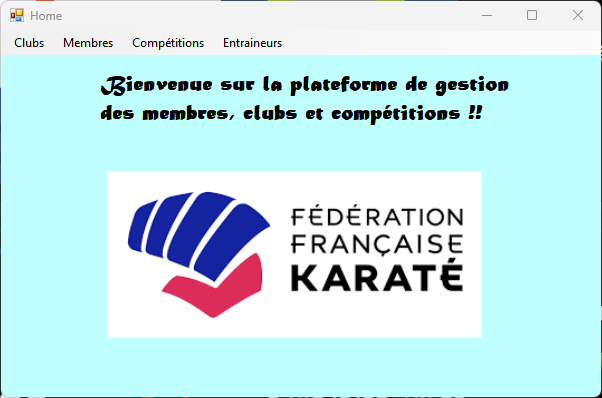 Home
Clubs Membres Compétitions Entraineurs
Bienvenue sur la plateforme de gestion
des membres, clubs et compétitions !!
FÉDÉRATION
FRANÇAISE
KARATÉ